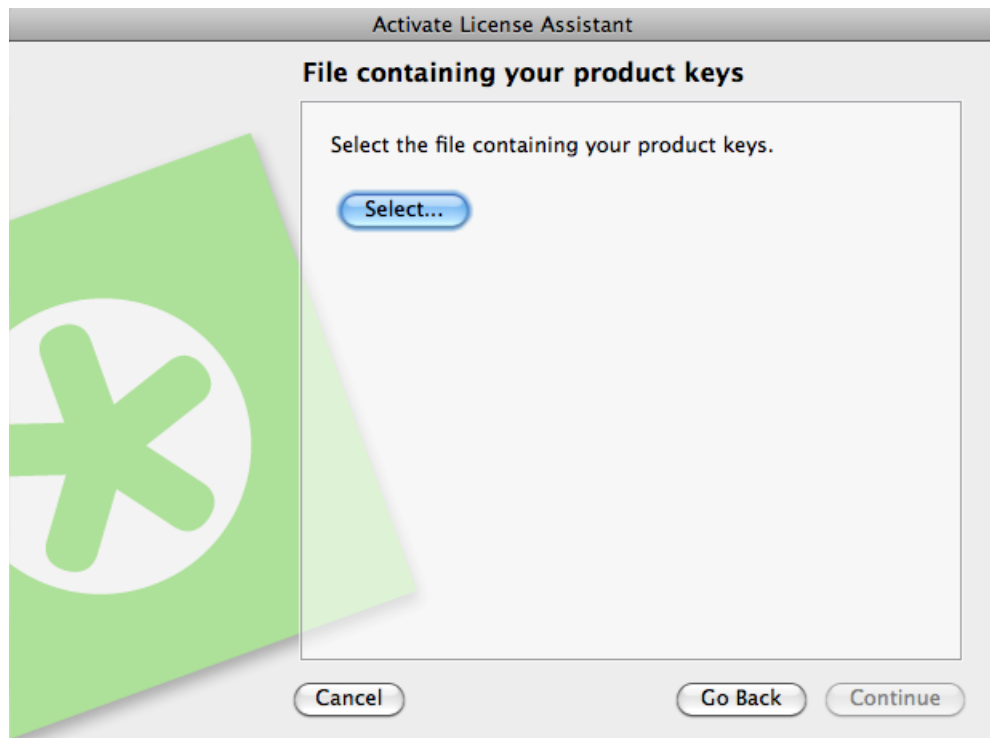 Activate License Assistant
File containing your product keys
Select the file containing your product keys.
Select...
Cancel
Go Back
Continue